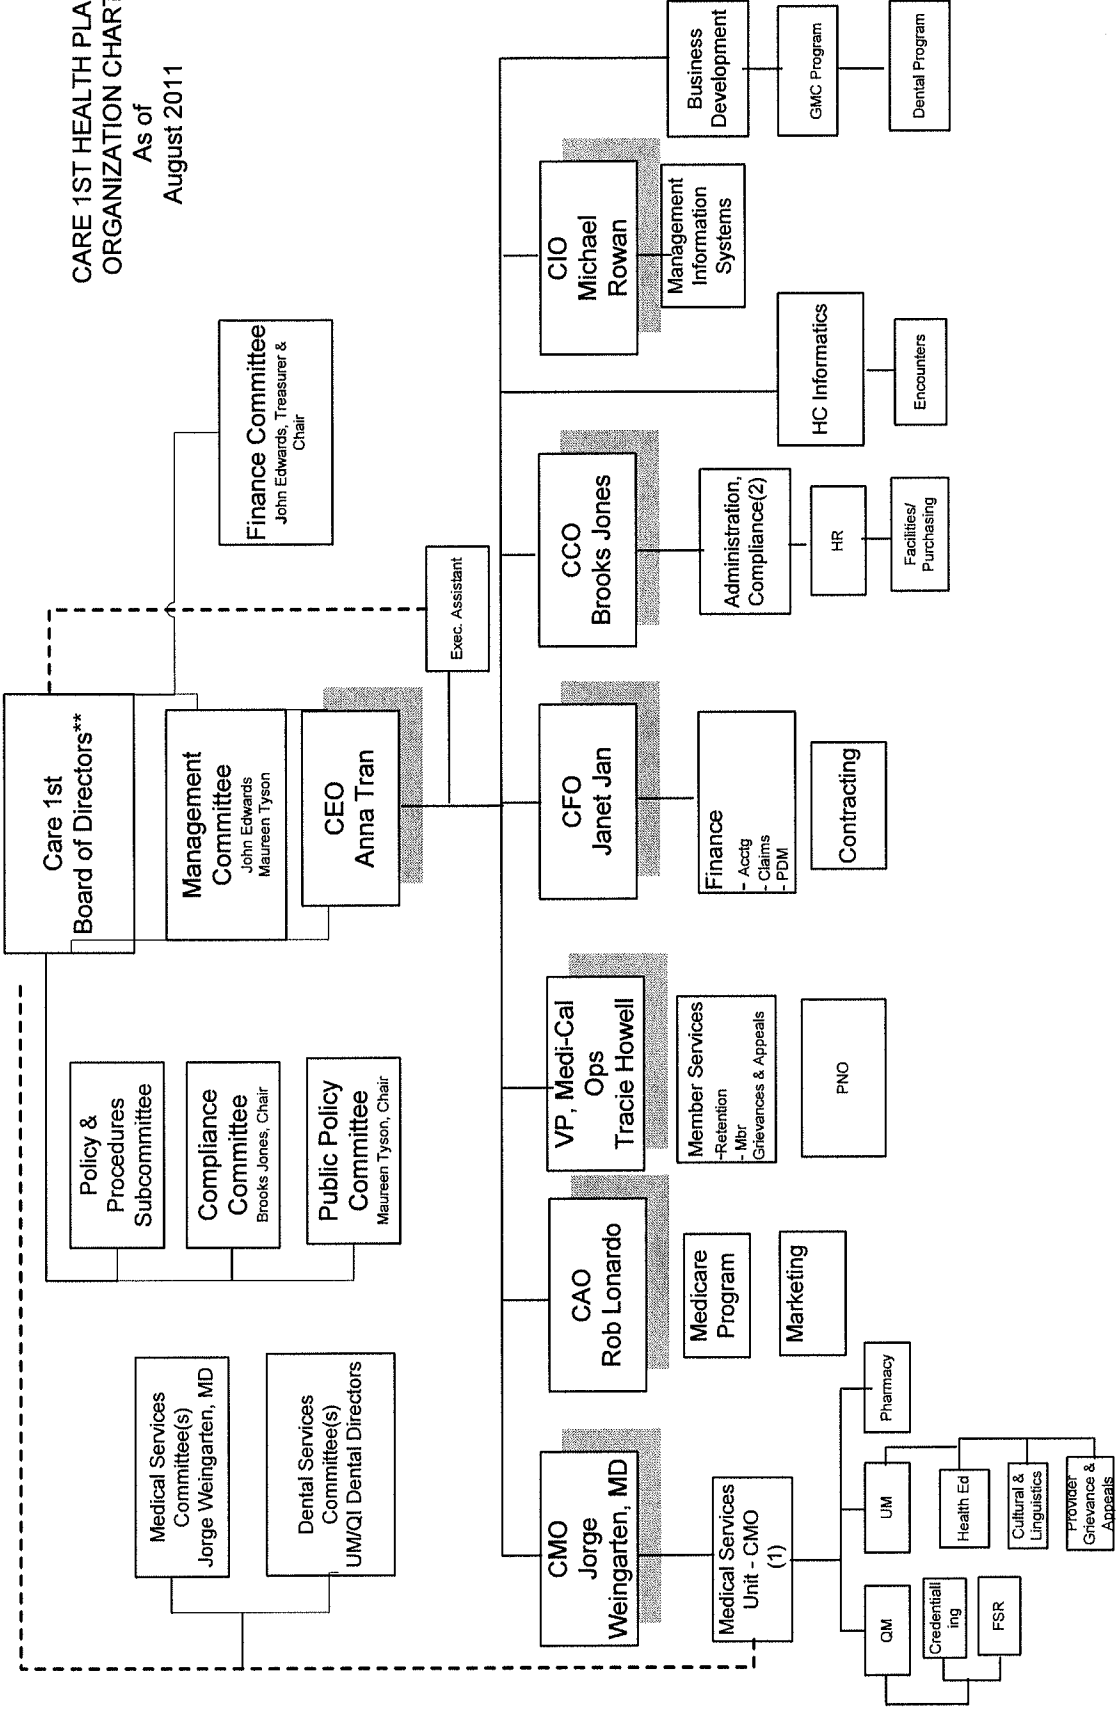 CARE 1ST HEALTH PLA
ORGANIZATION CHART
As of
August 2011
Care 1st
Board of Directors**
Finance Committee
John Edwards, Treasurer &
Chair
Management
Committee
John Edwards
Maureen Tyson
CEO
Anna Tran
Exec. Assistant
Policy &
Procedures
Subcommittee
Compliance
Committee
Brooks Jones, Chair
Public Policy
Committee
Maureen Tyson, Chair
Medical Services
Committee(s)
Jorge Weingarten, MD
Dental Services
Committee(s)
UM/QI Dental Directors
CMO
Jorge
Weingarten, MD
Medical Services
Unit - CMO
(1)
QM
Credentiall
ing
FSR
UM
Health Ed
Cultural &
Linguistics
Provider
Grievance &
Appeals
Pharmacy
CAO
Rob Lonardo
Medicare
Program
Marketing
VP, Medi-Cal
Ops
Tracie Howell
Member Services
-Retention
- Mbr
Grievances & Appeals
PNO
CFO
Janet Jan
Finance
- Acctg
- Claims
- PDM
Contracting
CCO
Brooks Jones
Administration,
Compliance(2)
HR
Facilities/
Purchasing
HC Informatics
Encounters
CIO
Michael
Rowan
Management
Information
Systems
Business
Development
GMC Program
Dental Program